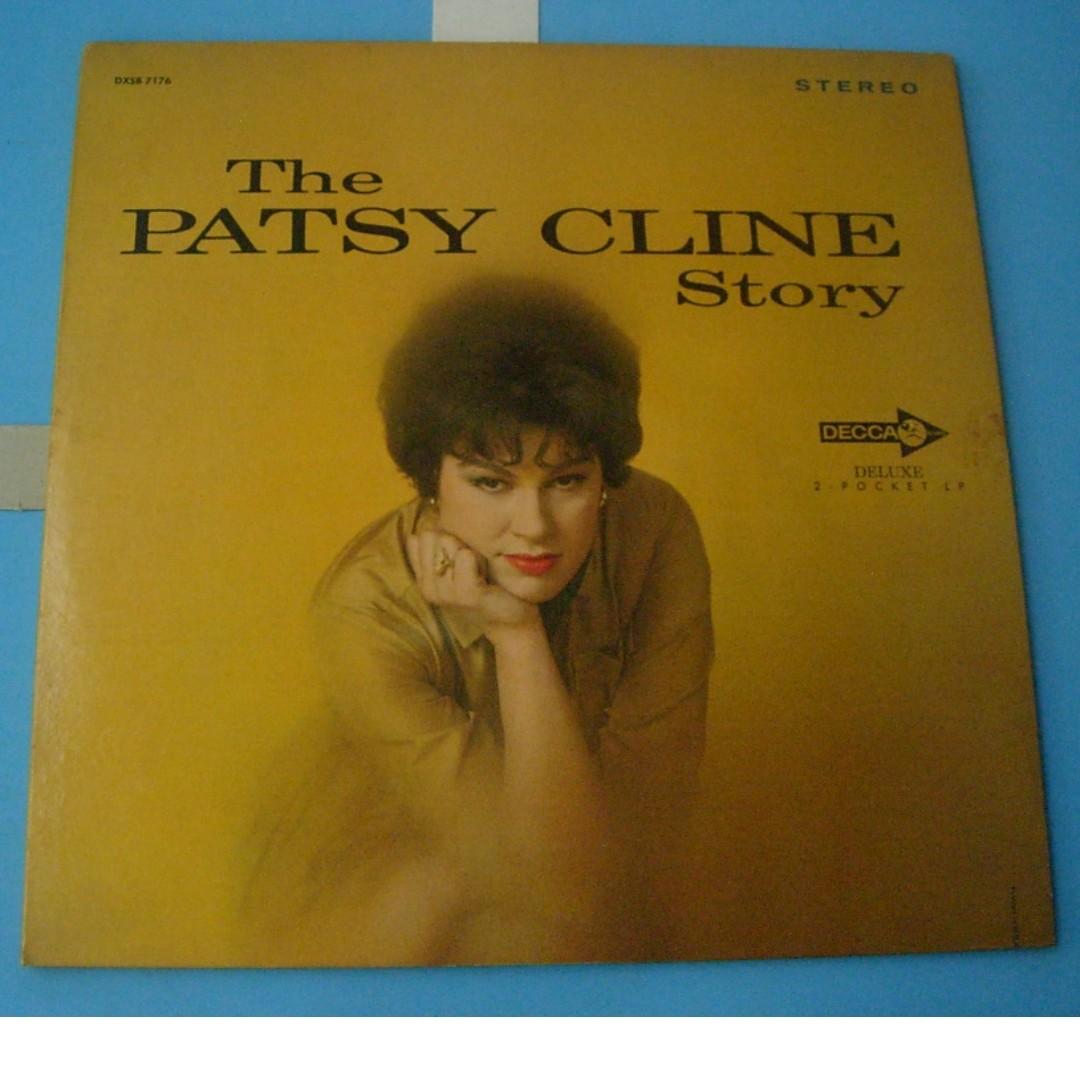 DXSB 7176
STEREO
The
PATSY CLINE
Story
DECCA
DELUXE
2-POCKET LP